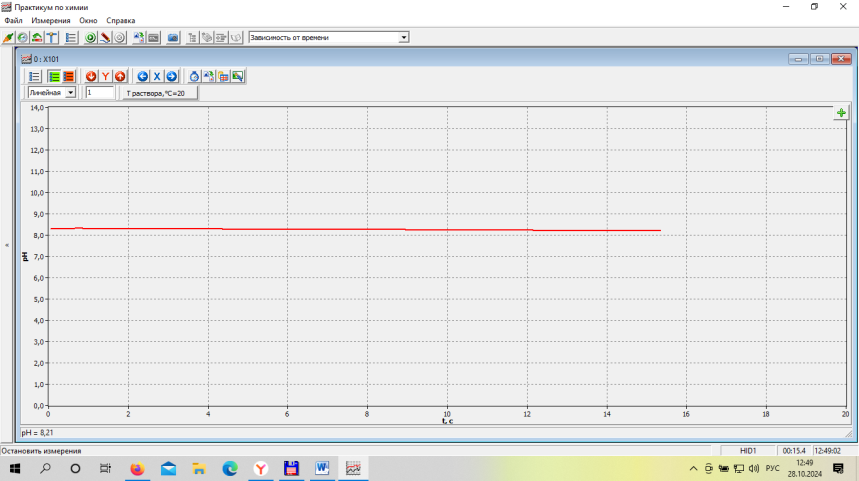 Практикум по химии
Файл Измерения Окно Справка
Зависимость от времени
0 : X101
Y X
Линейная 1 T раствора,°C=20
14,0
13,0
12,0
11,0
10,0
9,0
8,0
7,0
6,0
5,0
4,0
3,0
2,0
1,0
0,0
pH
0 2 4 6 8 10 12 14 16 18 20
t, c
pH = 8,21
Остановить измерения HID1 00:15.4 12:49:02
РУС 12:49
28.10.2024